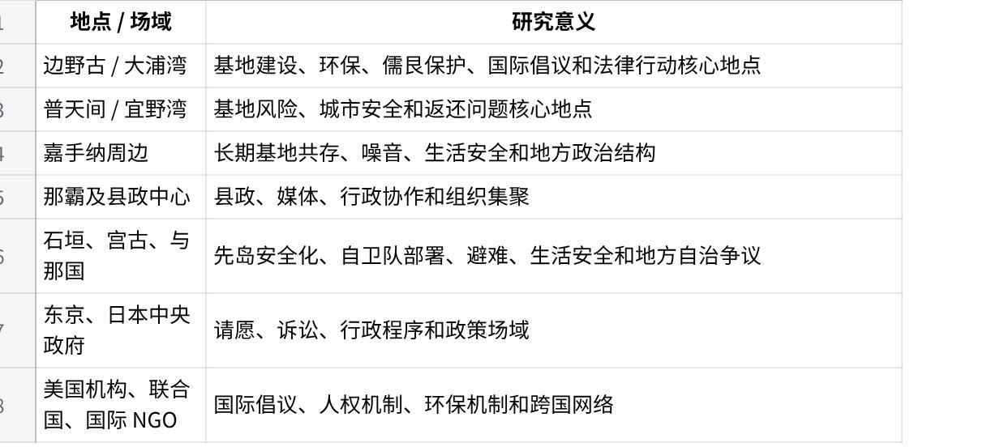 地点 / 场域
研究意义
边野古 / 大浦湾
基地建设、环保、儒艮保护、国际倡议和法律行动核心地点
普天间 / 宜野湾
基地风险、城市安全和返还问题核心地点
嘉手纳周边
长期基地共存、噪音、生活安全和地方政治结构
那霸及县政中心
县政、媒体、行政协作和组织集聚
石垣、宫古、与
那国
先岛安全化、自卫队部署、避难、生活安全和地方自治争议
东京、日本中央
政府
请愿、诉讼、行政程序和政策场域
美国机构、联合
国、国际 NGO
国际倡议、人权机制、环保机制和跨国网络